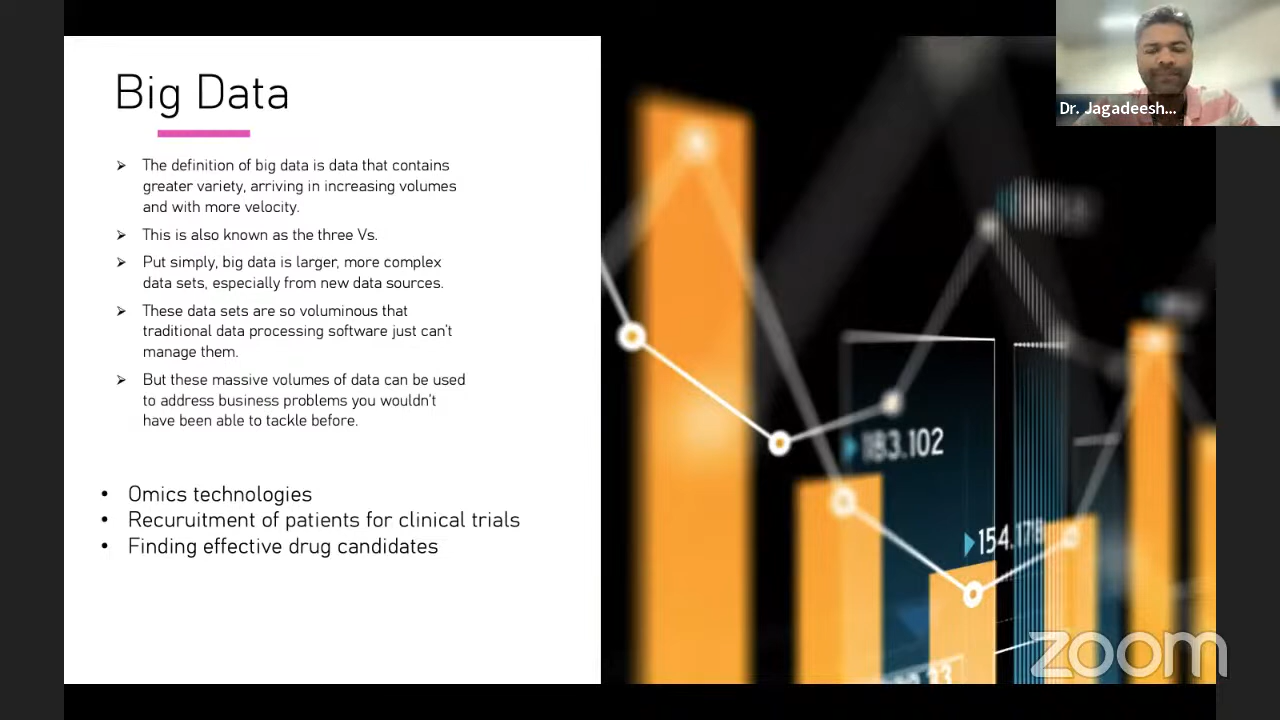 Big Data
➢ The definition of big data is data that contains
greater variety, arriving in increasing volumes
and with more velocity.
➢ This is also known as the three Vs.
➢ Put simply, big data is larger, more complex
data sets, especially from new data sources.
➢ These data sets are so voluminous that
traditional data processing software just can't
manage them.
➢ But these massive volumes of data can be used
to address business problems you wouldn't
have been able to tackle before.
• Omics technologies
• Recuruitment of patients for clinical trials
• Finding effective drug candidates
Dr. Jagadeesh...
183.102
154.178
zoom